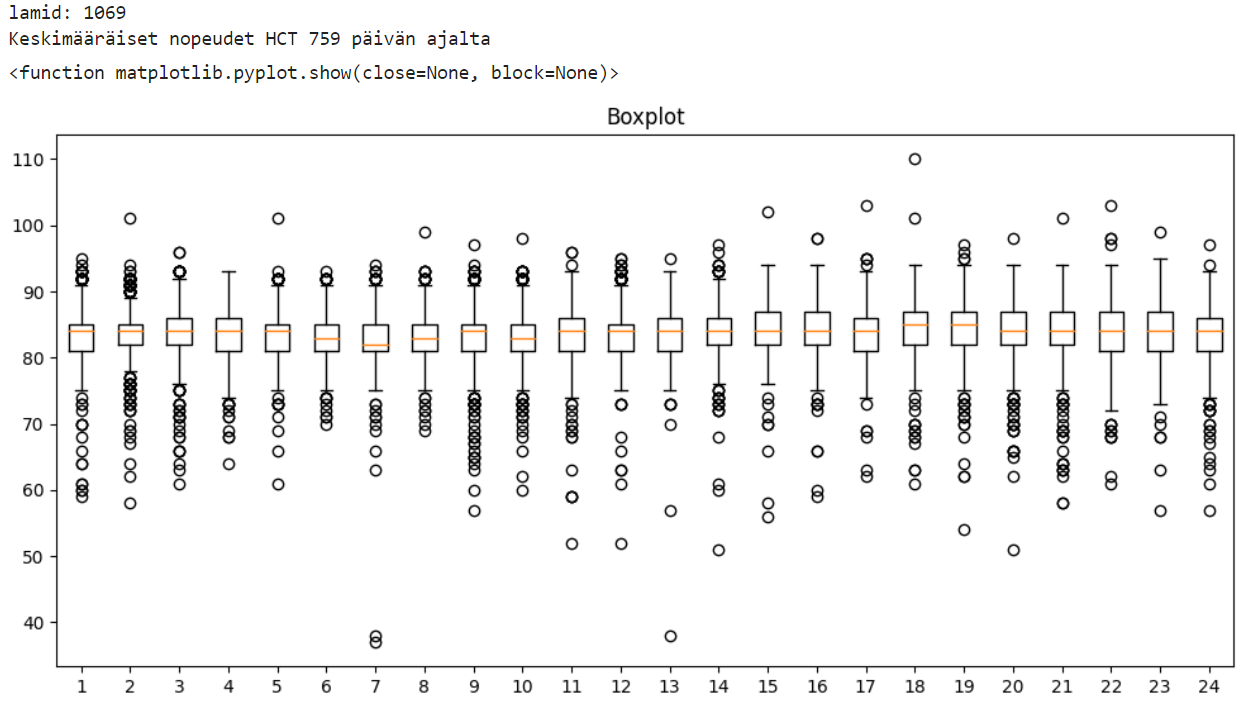 lamid: 1069
Keskimääräiset nopeudet HCT 759 päivän ajalta
<function matplotlib.pyplot.show(close=None, block=None)>
Boxplot
110
100
90
80
70
60
50
40
1 2 3 4 5 6 7 8 9 10 11 12 13 14 15 16 17 18 19 20 21 22 23 24